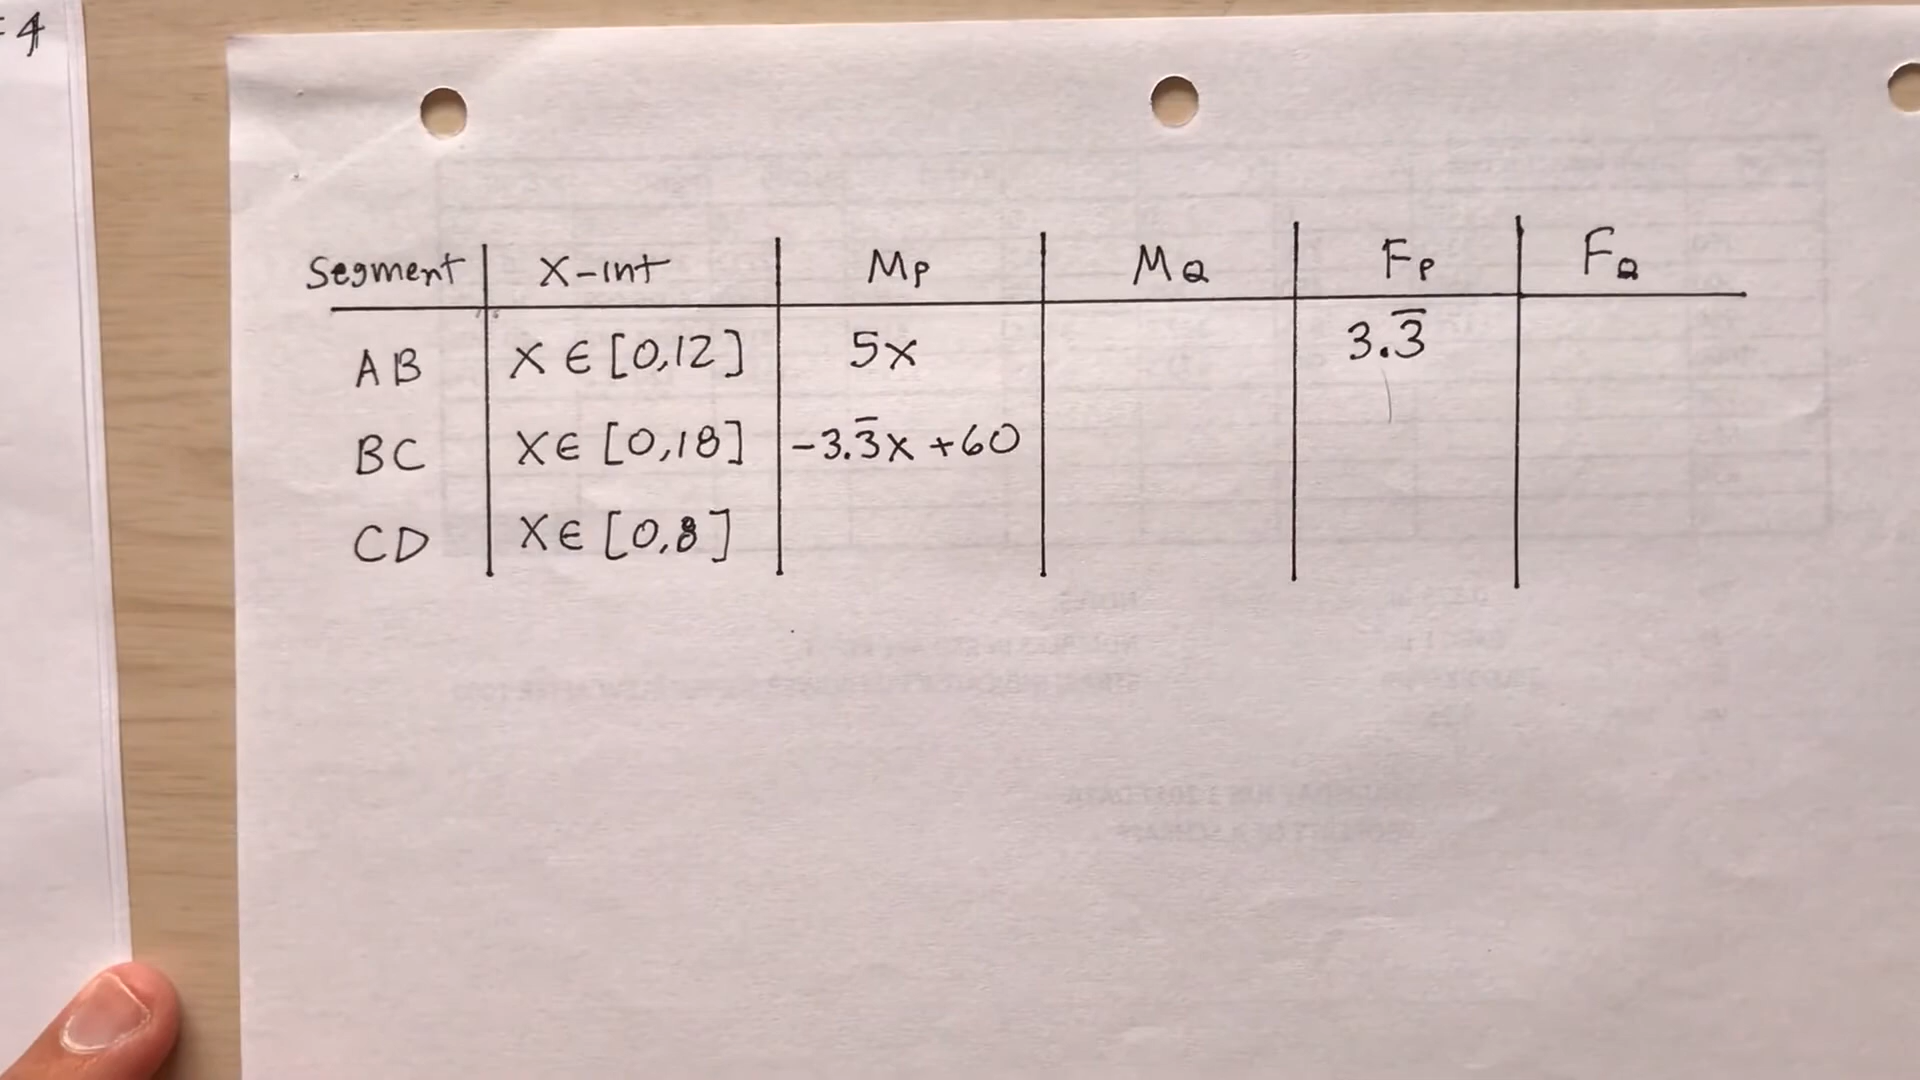 = 4
Segment X-int Mp MQ Fp FQ
AB X ∈ [0,12] 5x 3.3̅
BC X ∈ [0,18] -3.3̅x +60
CD X ∈ [0,8]